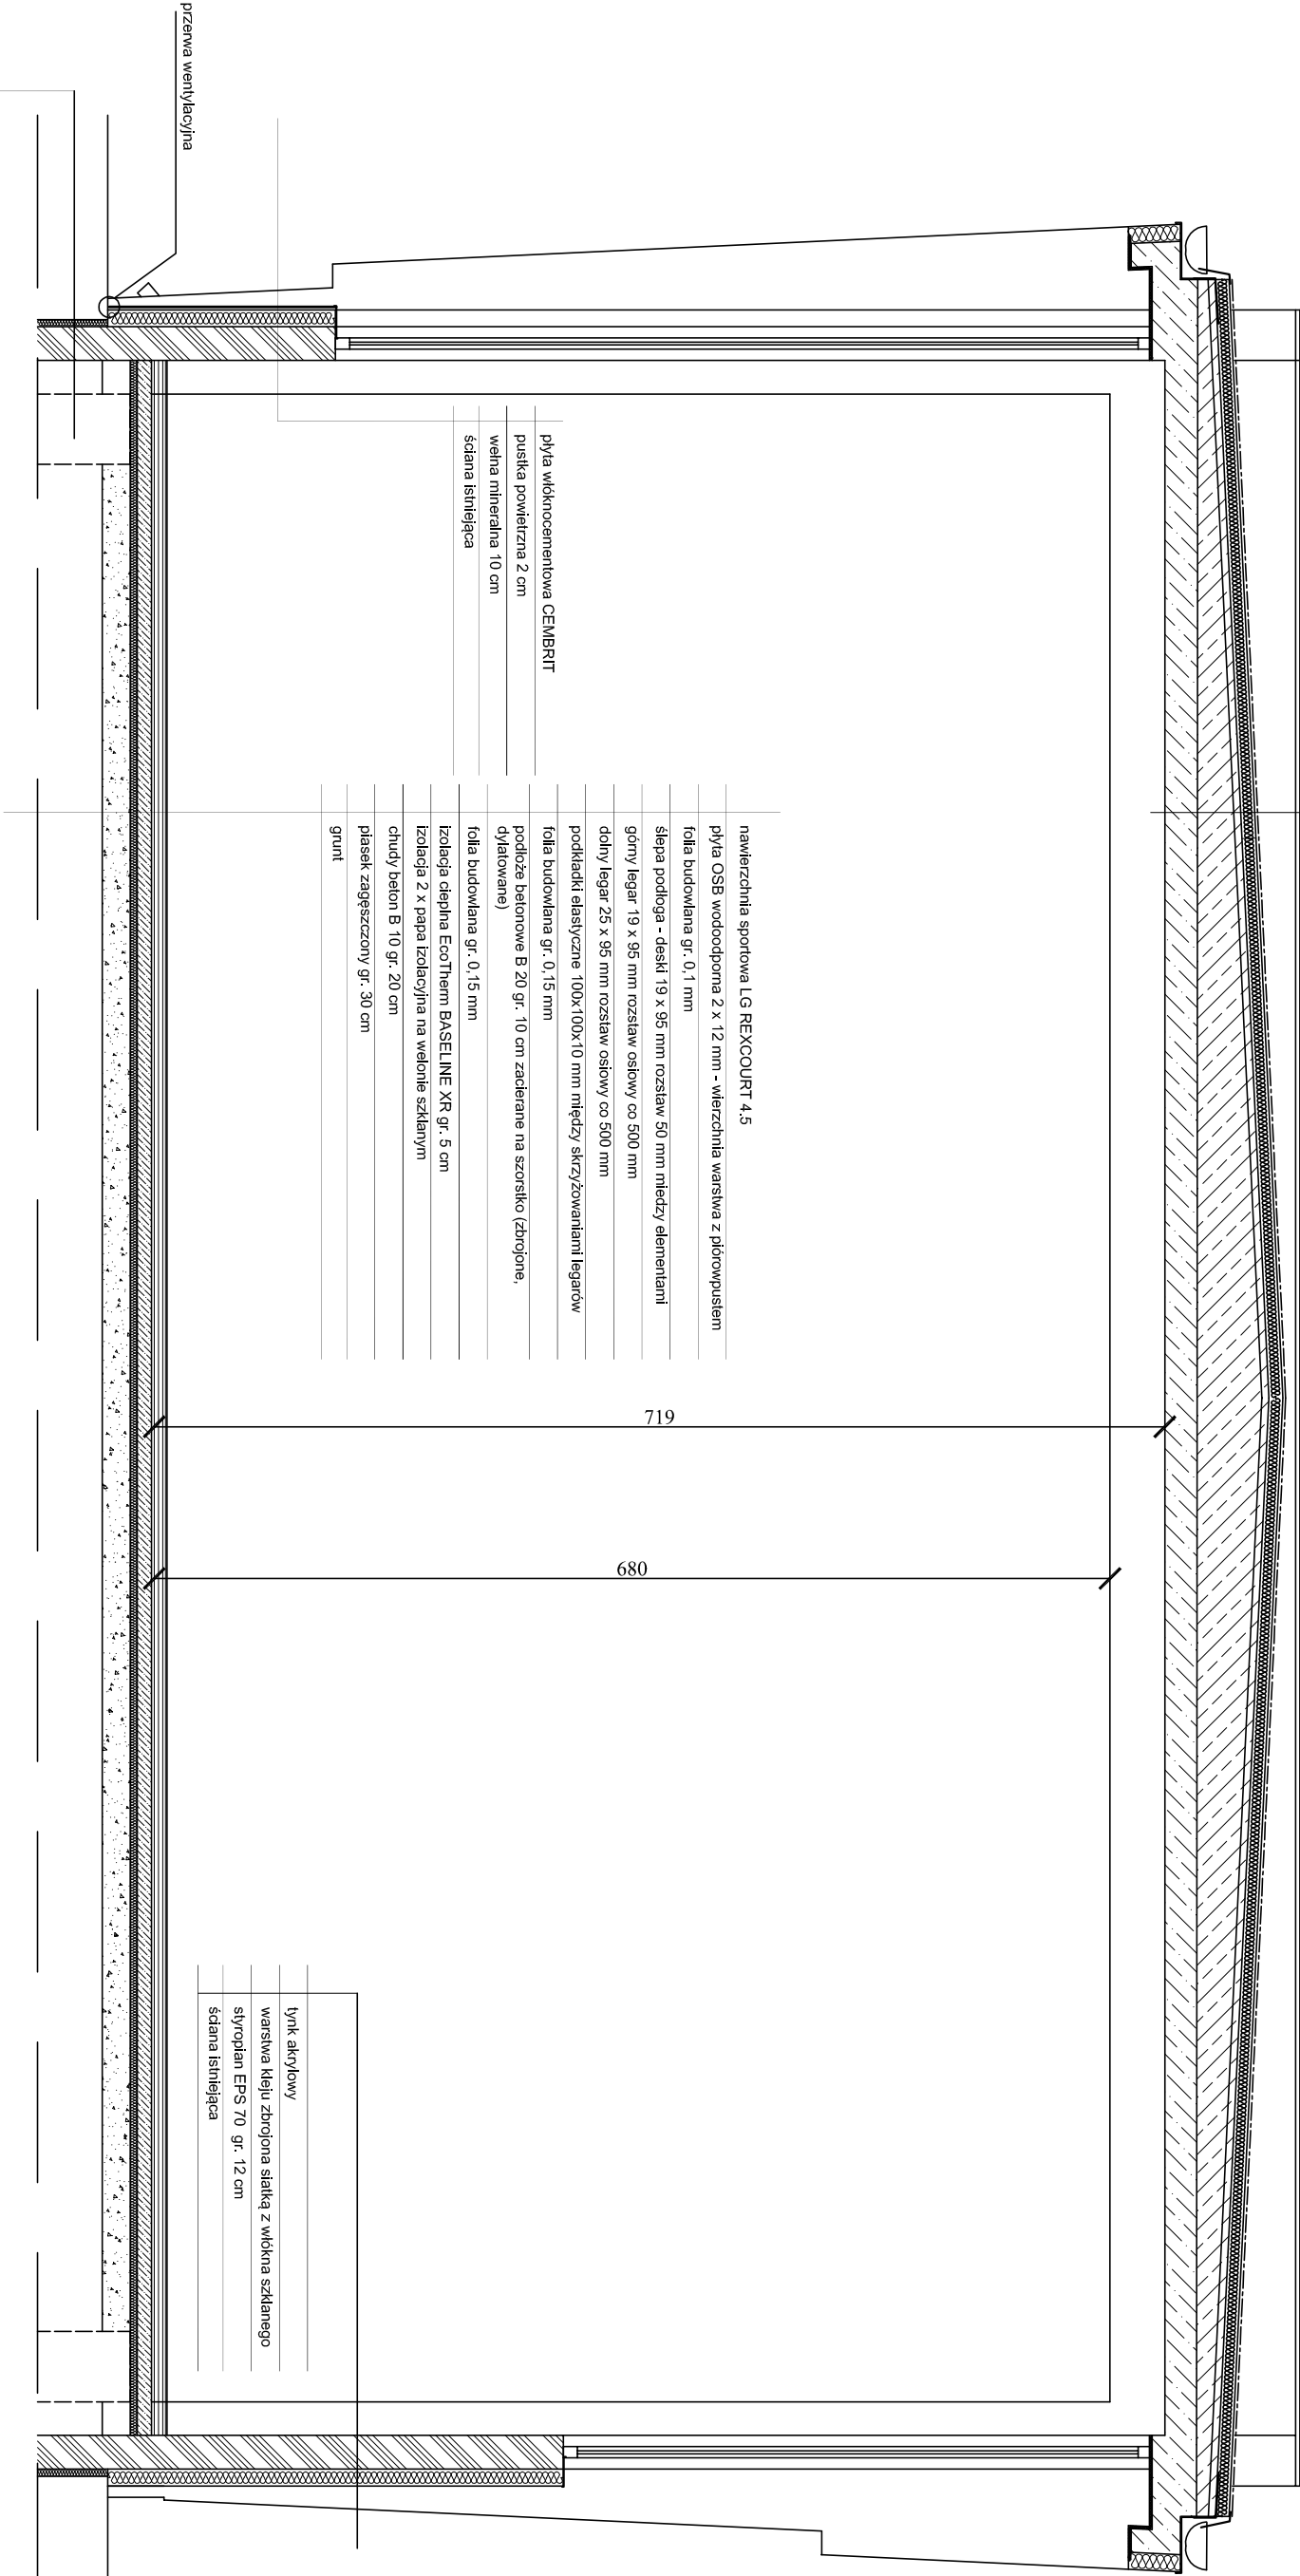 przerwa wentylacyjna
płyta włóknocementowa CEMBRIT
pustka powietrzna 2 cm
wełna mineralna 10 cm
ściana istniejąca
nawierzchnia sportowa LG REXCOURT 4.5
płyta OSB wodoodporna 2 x 12 mm - wierzchnia warstwa z piórowpustem
folia budowlana gr. 0,1 mm
ślepa podłoga - deski 19 x 95 mm rozstaw 50 mm miedzy elementami
górny legar 19 x 95 mm rozstaw osiowy co 500 mm
dolny legar 25 x 95 mm rozstaw osiowy co 500 mm
podkładki elastyczne 100x100x10 mm między skrzyżowaniami legarów
folia budowlana gr. 0,15 mm
podłoże betonowe B 20 gr. 10 cm zacierane na szorstko (zbrojone,
dylatowane)
folia budowlana gr. 0,15 mm
izolacja cieplna EcoTherm BASELINE XR gr. 5 cm
izolacja 2 x papa izolacyjna na welonie szklanym
chudy beton B 10 gr. 20 cm
piasek zagęszczony gr. 30 cm
grunt
719
680
tynk akrylowy
warstwa kleju zbrojona siatką z włókna szklanego
styropian EPS 70 gr. 12 cm
ściana istniejąca